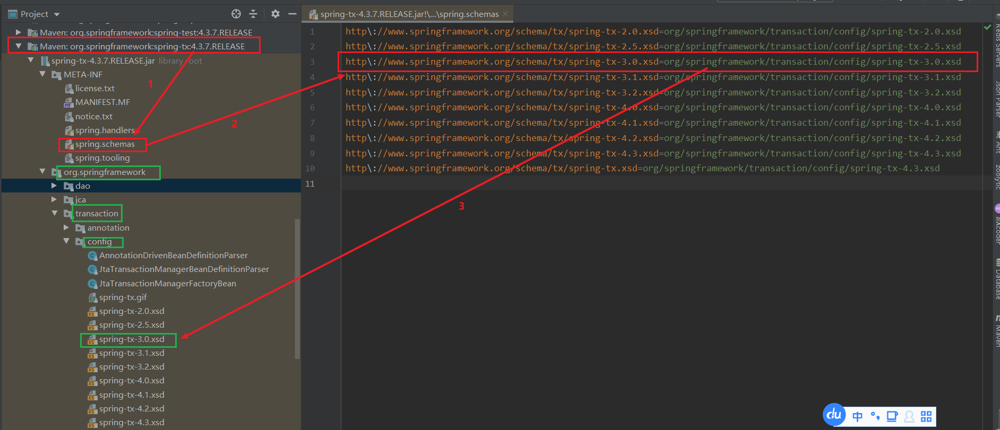 Project
Maven: org.springframework:spring-test:4.3.7.RELEASE
Maven: org.springframework:spring-tx:4.3.7.RELEASE
spring-tx-4.3.7.RELEASE.jar library root
META-INF
license.txt
MANIFEST.MF
notice.txt
spring.handlers
spring.schemas
spring.tooling
org.springframework
dao
jca
transaction
annotation
config
AnnotationDrivenBeanDefinitionParser
JtaTransactionManagerBeanDefinitionParser
JtaTransactionManagerFactoryBean
spring-tx.gif
spring-tx-2.0.xsd
spring-tx-2.5.xsd
spring-tx-3.0.xsd
spring-tx-3.1.xsd
spring-tx-3.2.xsd
spring-tx-4.0.xsd
spring-tx-4.1.xsd
spring-tx-4.2.xsd
spring-tx-4.3.xsd
1
2
3
spring-tx-4.3.7.RELEASE.jar!\...\spring.schemas
1 http\://www.springframework.org/schema/tx/spring-tx-2.0.xsd=org/springframework/transaction/config/spring-tx-2.0.xsd
2 http\://www.springframework.org/schema/tx/spring-tx-2.5.xsd=org/springframework/transaction/config/spring-tx-2.5.xsd
3 http\://www.springframework.org/schema/tx/spring-tx-3.0.xsd=org/springframework/transaction/config/spring-tx-3.0.xsd
4 http\://www.springframework.org/schema/tx/spring-tx-3.1.xsd=org/springframework/transaction/config/spring-tx-3.1.xsd
5 http\://www.springframework.org/schema/tx/spring-tx-3.2.xsd=org/springframework/transaction/config/spring-tx-3.2.xsd
6 http\://www.springframework.org/schema/tx/spring-tx-4.0.xsd=org/springframework/transaction/config/spring-tx-4.0.xsd
7 http\://www.springframework.org/schema/tx/spring-tx-4.1.xsd=org/springframework/transaction/config/spring-tx-4.1.xsd
8 http\://www.springframework.org/schema/tx/spring-tx-4.2.xsd=org/springframework/transaction/config/spring-tx-4.2.xsd
9 http\://www.springframework.org/schema/tx/spring-tx-4.3.xsd=org/springframework/transaction/config/spring-tx-4.3.xsd
10 http\://www.springframework.org/schema/tx/spring-tx.xsd=org/springframework/transaction/config/spring-tx-4.3.xsd
11
Redis Servers
Json Parser
Ant
zoolytic
aiXcoder
Database
Maven
du 中